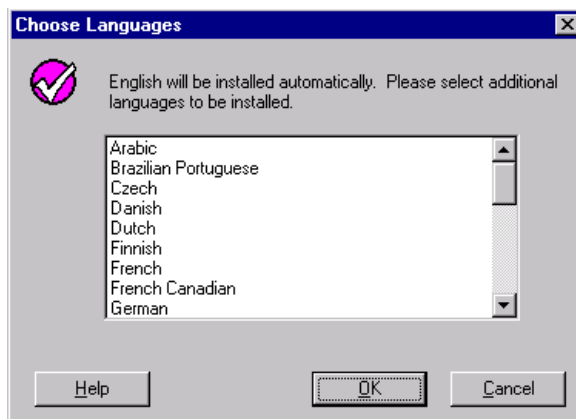 Choose Languages
English will be installed automatically.  Please select additional
languages to be installed.
Arabic
Brazilian Portuguese
Czech
Danish
Dutch
Finnish
French
French Canadian
German
Help
OK
Cancel